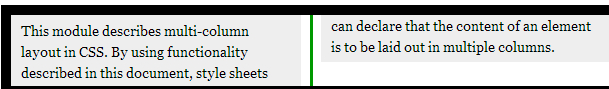 This module describes multi-column
layout in CSS. By using functionality
described in this document, style sheets
can declare that the content of an element
is to be laid out in multiple columns.